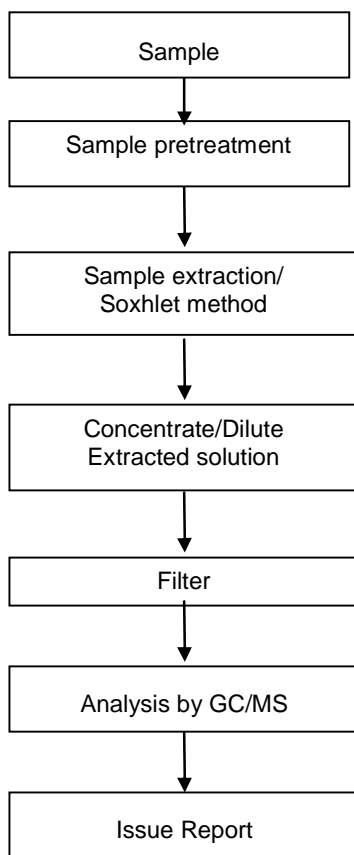 Sample
Sample pretreatment
Sample extraction/
Soxhlet method
Concentrate/Dilute
Extracted solution
Filter
Analysis by GC/MS
Issue Report